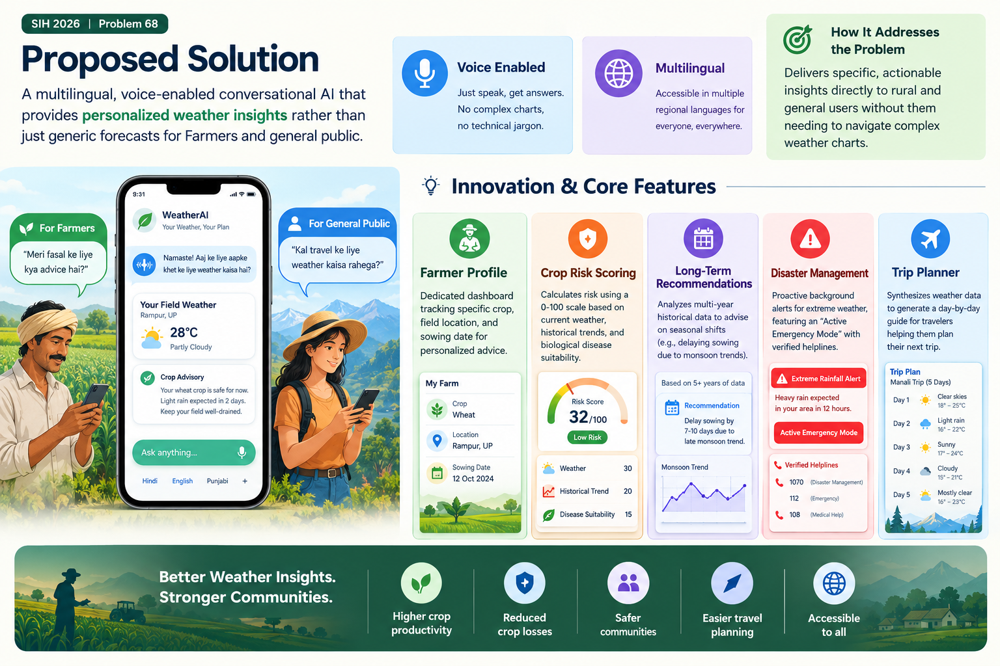 SIH 2026 | Problem 68
Proposed Solution
A multilingual, voice-enabled conversational AI that
provides personalized weather insights rather than
just generic forecasts for Farmers and general public.
Voice Enabled
Just speak, get answers.
No complex charts,
no technical jargon.
Multilingual
Accessible in multiple
regional languages for
everyone, everywhere.
How It Addresses
the Problem
Delivers specific, actionable
insights directly to rural and
general users without them
needing to navigate complex
weather charts.
For Farmers
“Meri fasal ke liye
kya advice hai?”
9:31
WeatherAI
Your Weather, Your Plan
Namaste! Aaj ke liye aapke
khet ke liye weather kaisa hai?
Your Field Weather
Rampur, UP
28°C
Partly Cloudy
Crop Advisory
Your wheat crop is safe for now.
Light rain expected in 2 days.
Keep your field well-drained.
Ask anything...
Hindi English Punjabi +
For General Public
“Kal travel ke liye
weather kaisa rahega?”
Innovation & Core Features
Farmer Profile
Dedicated dashboard
tracking specific crop,
field location, and
sowing date for
personalized advice.
My Farm
Crop
Wheat
Location
Rampur, UP
Sowing Date
12 Oct 2024
Crop Risk Scoring
Calculates risk using a
0-100 scale based on
current weather,
historical trends, and
biological disease
suitability.
Risk Score
32/100
Low Risk
Weather 30
Historical Trend 20
Disease Suitability 15
Long-Term
Recommendations
Analyzes multi-year
historical data to advise
on seasonal shifts
(e.g., delaying sowing
due to monsoon trends).
Based on 5+ years of data
Recommendation
Delay sowing by
7-10 days due to
late monsoon trend.
Monsoon Trend
Disaster Management
Proactive background
alerts for extreme weather,
featuring an “Active
Emergency Mode” with
verified helplines.
Extreme Rainfall Alert
Heavy rain expected
in your area in 12 hours.
Active Emergency Mode
Verified Helplines
1070 (Disaster Management)
112 (Emergency)
108 (Medical Help)
Trip Planner
Synthesizes weather data
to generate a day-by-day
guide for travelers
helping them plan
their next trip.
Trip Plan
Manali Trip (5 Days)
Day 1 Clear skies
18° – 25°C
Day 2 Light rain
16° – 22°C
Day 3 Sunny
17° – 24°C
Day 4 Cloudy
15° – 21°C
Day 5 Mostly clear
16° – 23°C
Better Weather Insights.
Stronger Communities.
Higher crop
productivity
Reduced
crop losses
Safer
communities
Easier travel
planning
Accessible
to all